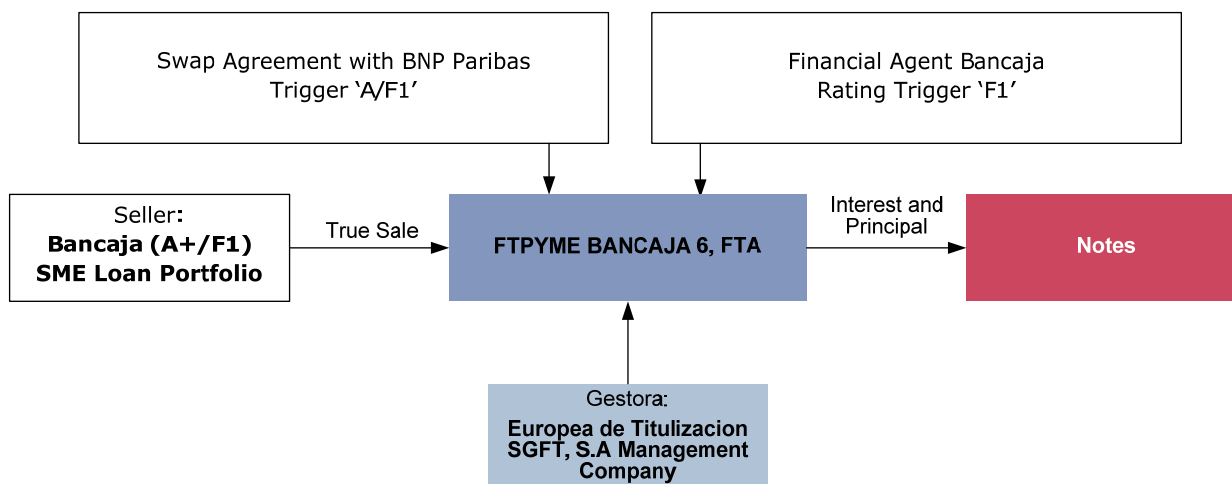 Swap Agreement with BNP Paribas
Trigger ‘A/F1’
Financial Agent Bancaja
Rating Trigger ‘F1’
Seller:
Bancaja (A+/F1)
SME Loan Portfolio
True Sale
FTPYME BANCAJA 6, FTA
Interest and
Principal
Notes
Gestora:
Europea de Titulizacion
SGFT, S.A Management
Company